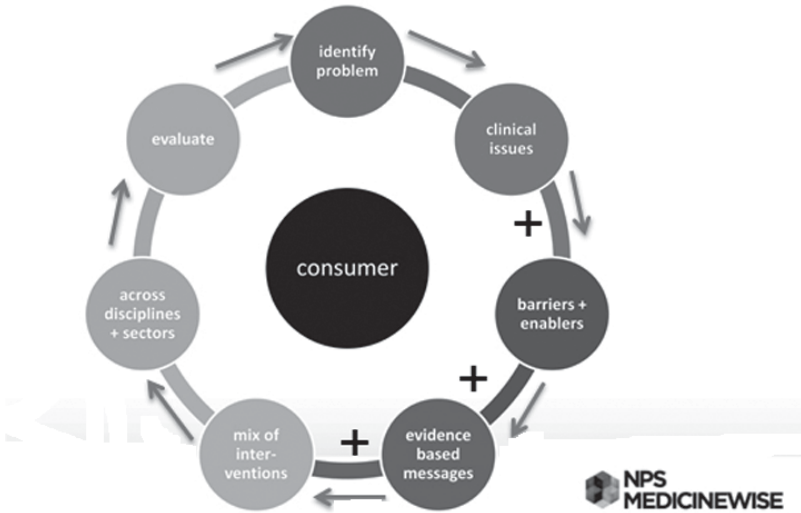 identify
problem
clinical
issues
+
barriers +
enablers
+
evidence
based
messages
+
mix of
inter-
ventions
across
disciplines
+ sectors
evaluate
consumer
NPS
MEDICINEWISE